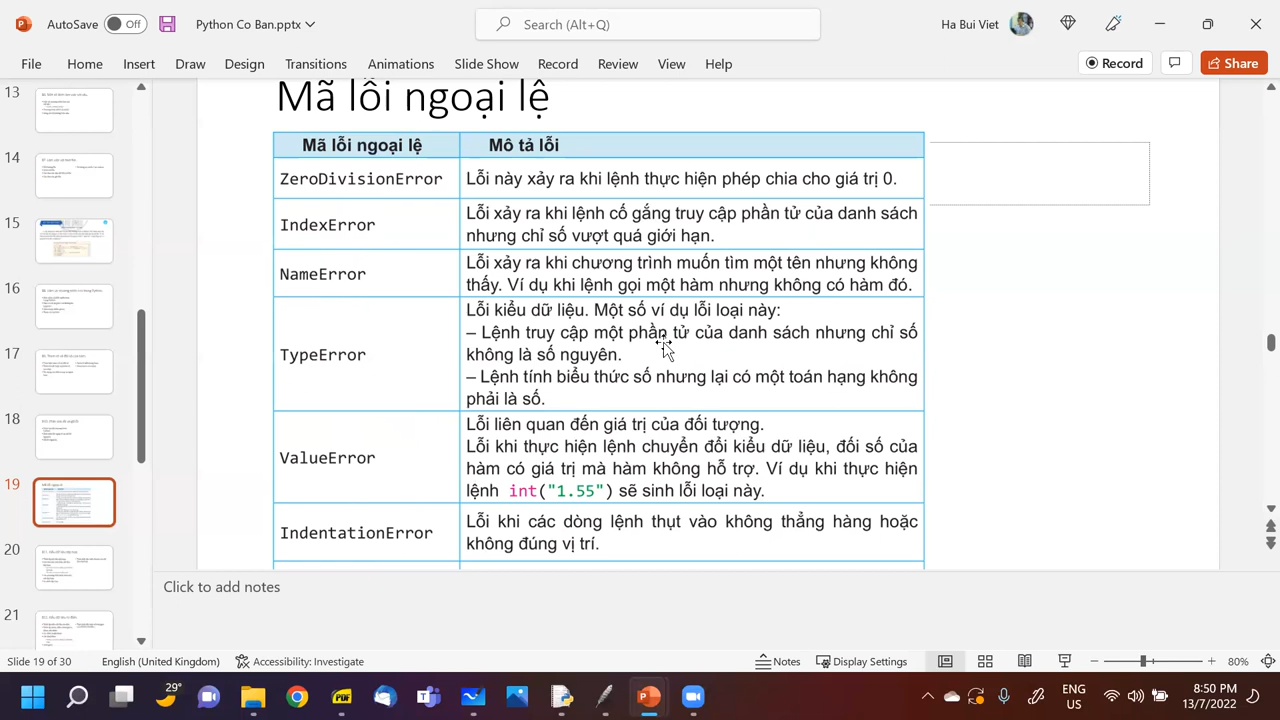 AutoSave Off Python Co Ban.pptx Search (Alt+Q) Ha Bui Viet
File Home Insert Draw Design Transitions Animations Slide Show Record Review View Help Record Share
13
14
15
16
17
18
19
20
21
Mã lỗi ngoại lệ
Mã lỗi ngoại lệ Mô tả lỗi
ZeroDivisionError Lỗi này xảy ra khi lệnh thực hiện phép chia cho giá trị 0.
IndexError Lỗi xảy ra khi lệnh cố gắng truy cập phần tử của danh sách
nhưng chỉ số vượt quá giới hạn.
NameError Lỗi xảy ra khi chương trình muốn tìm một tên nhưng không
thấy. Ví dụ khi lệnh gọi một hàm nhưng không có hàm đó.
TypeError Lỗi kiểu dữ liệu. Một số ví dụ lỗi loại này:
– Lệnh truy cập một phần tử của danh sách nhưng chỉ số
không là số nguyên.
– Lệnh tính biểu thức số nhưng lại có một toán hạng không
phải là số.
ValueError Lỗi liên quan đến giá trị của đối tượng.
Lỗi khi thực hiện lệnh chuyển đổi kiểu dữ liệu, đối số của
hàm có giá trị mà hàm không hỗ trợ. Ví dụ khi thực hiện
lệnh int("1.55") sẽ sinh lỗi loại này.
IndentationError Lỗi khi các dòng lệnh thụt vào không thẳng hàng hoặc
không đúng vị trí.
Click to add notes
Slide 19 of 30 English (United Kingdom) Accessibility: Investigate Notes Display Settings 80%
29° PDF ENG 8:50 PM
US 13/7/2022